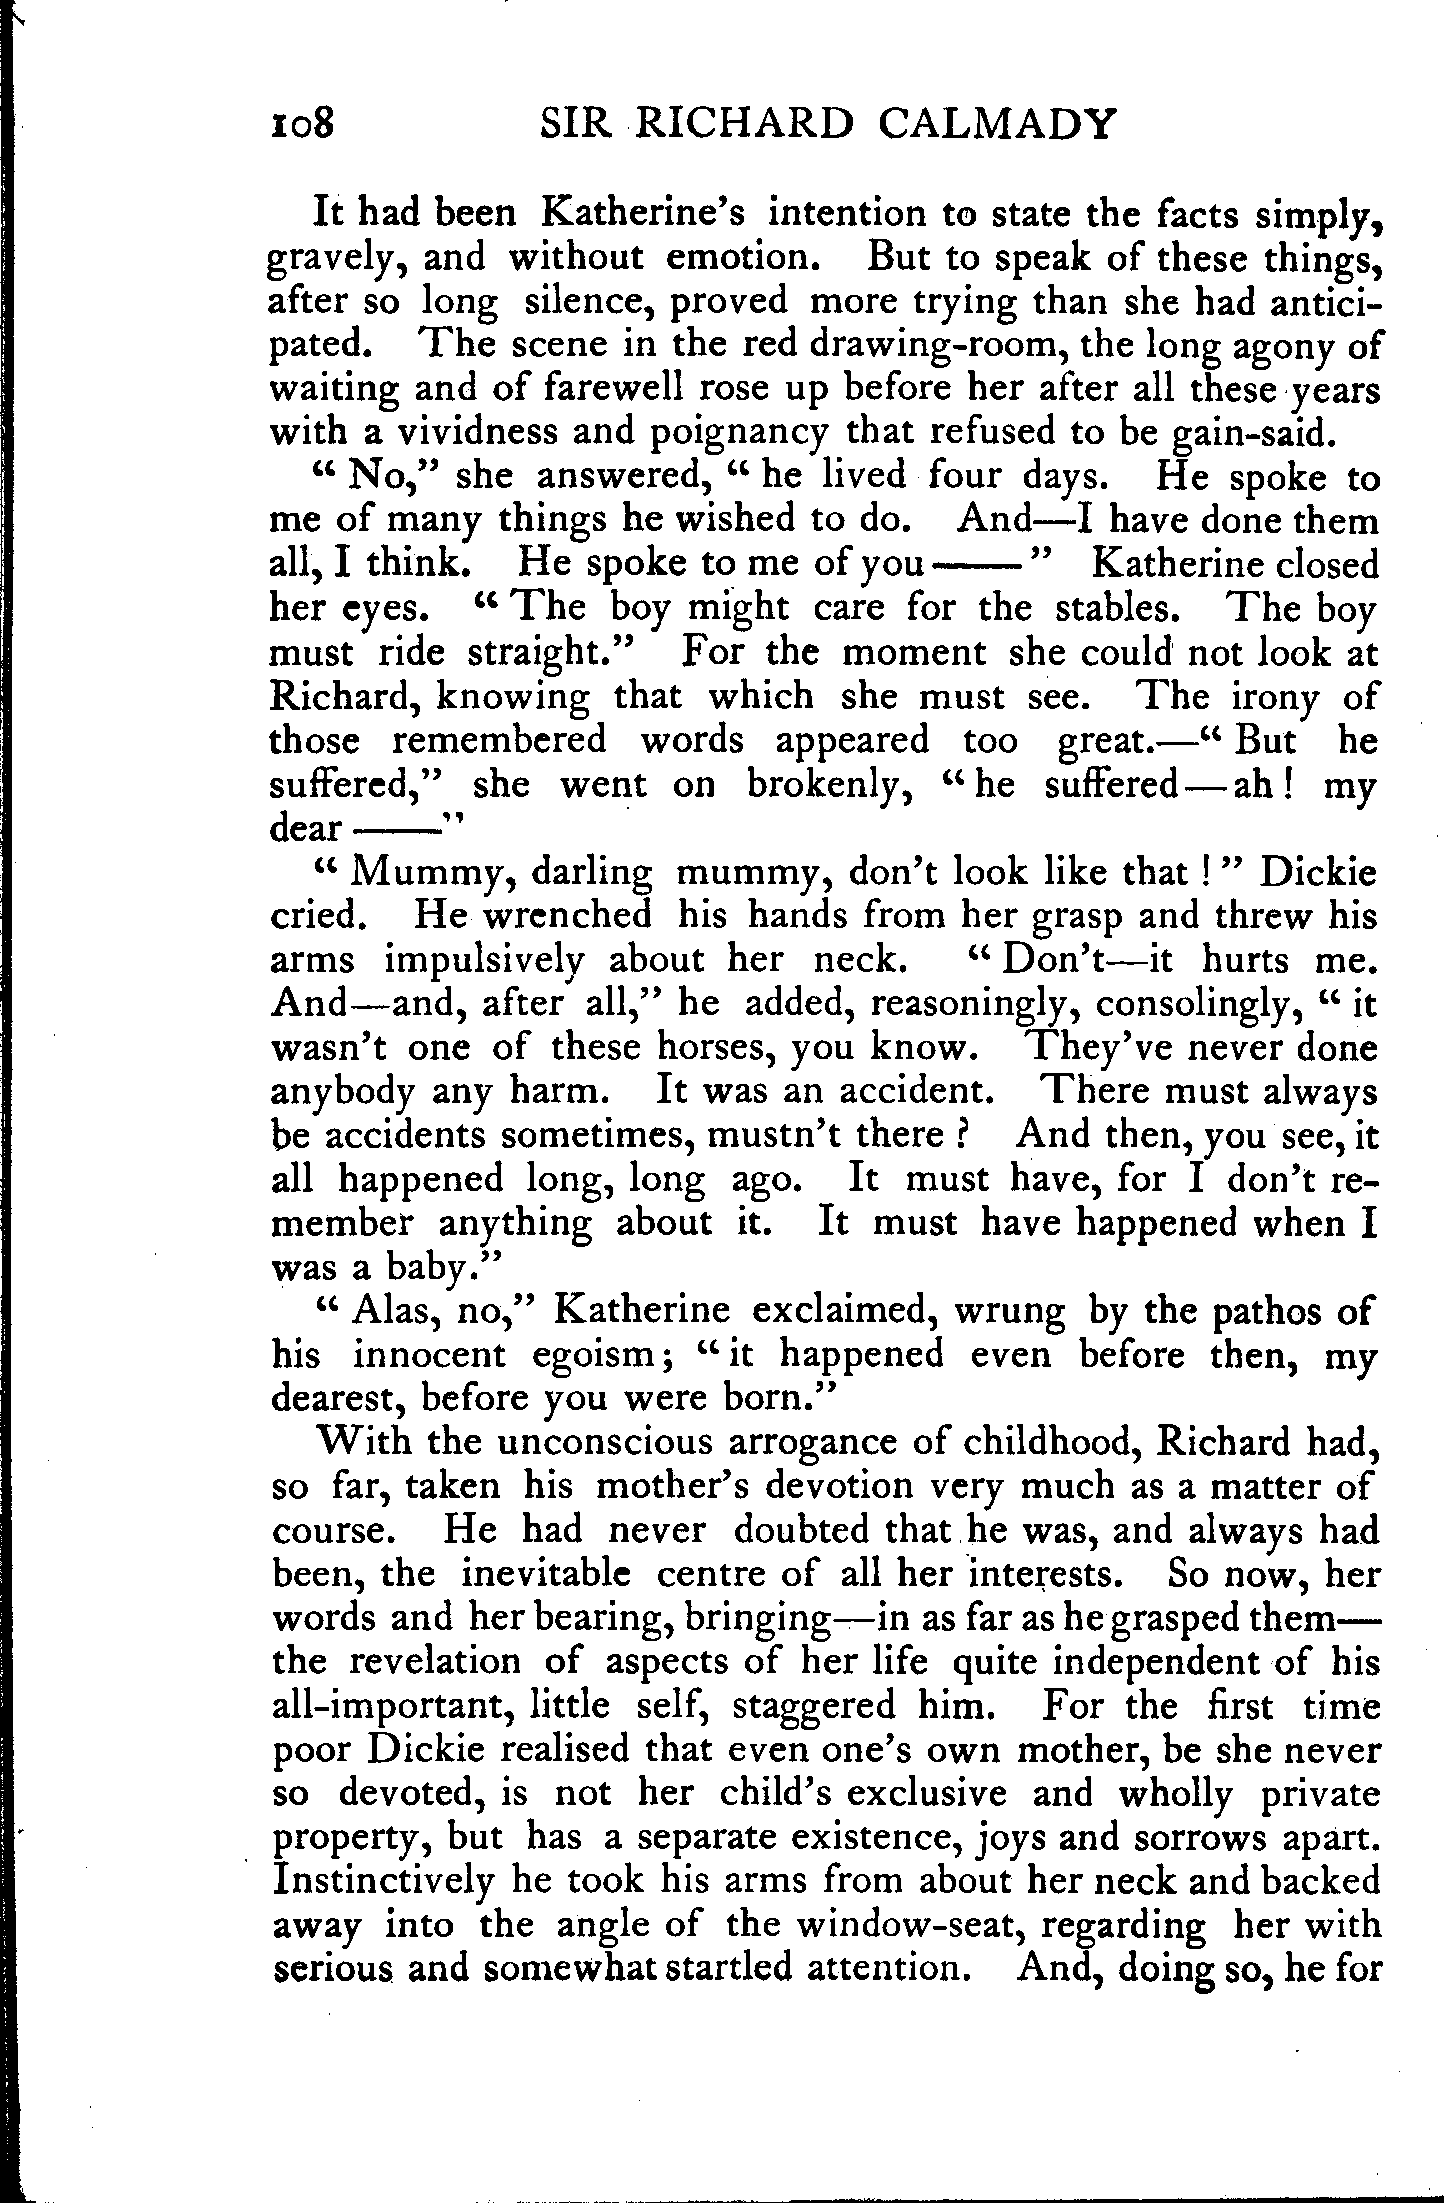 108 SIR RICHARD CALMADY
It had been Katherine's intention to state the facts simply,
gravely, and without emotion. But to speak of these things,
after so long silence, proved more trying than she had antici-
pated. The scene in the red drawing-room, the long agony of
waiting and of farewell rose up before her after all these years
with a vividness and poignancy that refused to be gain-said.
“ No,” she answered, “ he lived four days. He spoke to
me of many things he wished to do. And—I have done them
all, I think. He spoke to me of you——” Katherine closed
her eyes. “ The boy might care for the stables. The boy
must ride straight.” For the moment she could not look at
Richard, knowing that which she must see. The irony of
those remembered words appeared too great.—“ But he
suffered,” she went on brokenly, “ he suffered—ah ! my
dear ——”
“ Mummy, darling mummy, don't look like that ! ” Dickie
cried. He wrenched his hands from her grasp and threw his
arms impulsively about her neck. “ Don't—it hurts me.
And—and, after all,” he added, reasoningly, consolingly, “ it
wasn't one of these horses, you know. They've never done
anybody any harm. It was an accident. There must always
be accidents sometimes, mustn't there ? And then, you see, it
all happened long, long ago. It must have, for I don't re-
member anything about it. It must have happened when I
was a baby.”
“ Alas, no,” Katherine exclaimed, wrung by the pathos of
his innocent egoism; “ it happened even before then, my
dearest, before you were born.”
With the unconscious arrogance of childhood, Richard had,
so far, taken his mother's devotion very much as a matter of
course. He had never doubted that he was, and always had
been, the inevitable centre of all her interests. So now, her
words and her bearing, bringing—in as far as he grasped them—
the revelation of aspects of her life quite independent of his
all-important, little self, staggered him. For the first time
poor Dickie realised that even one's own mother, be she never
so devoted, is not her child's exclusive and wholly private
property, but has a separate existence, joys and sorrows apart.
Instinctively he took his arms from about her neck and backed
away into the angle of the window-seat, regarding her with
serious and somewhat startled attention. And, doing so, he for